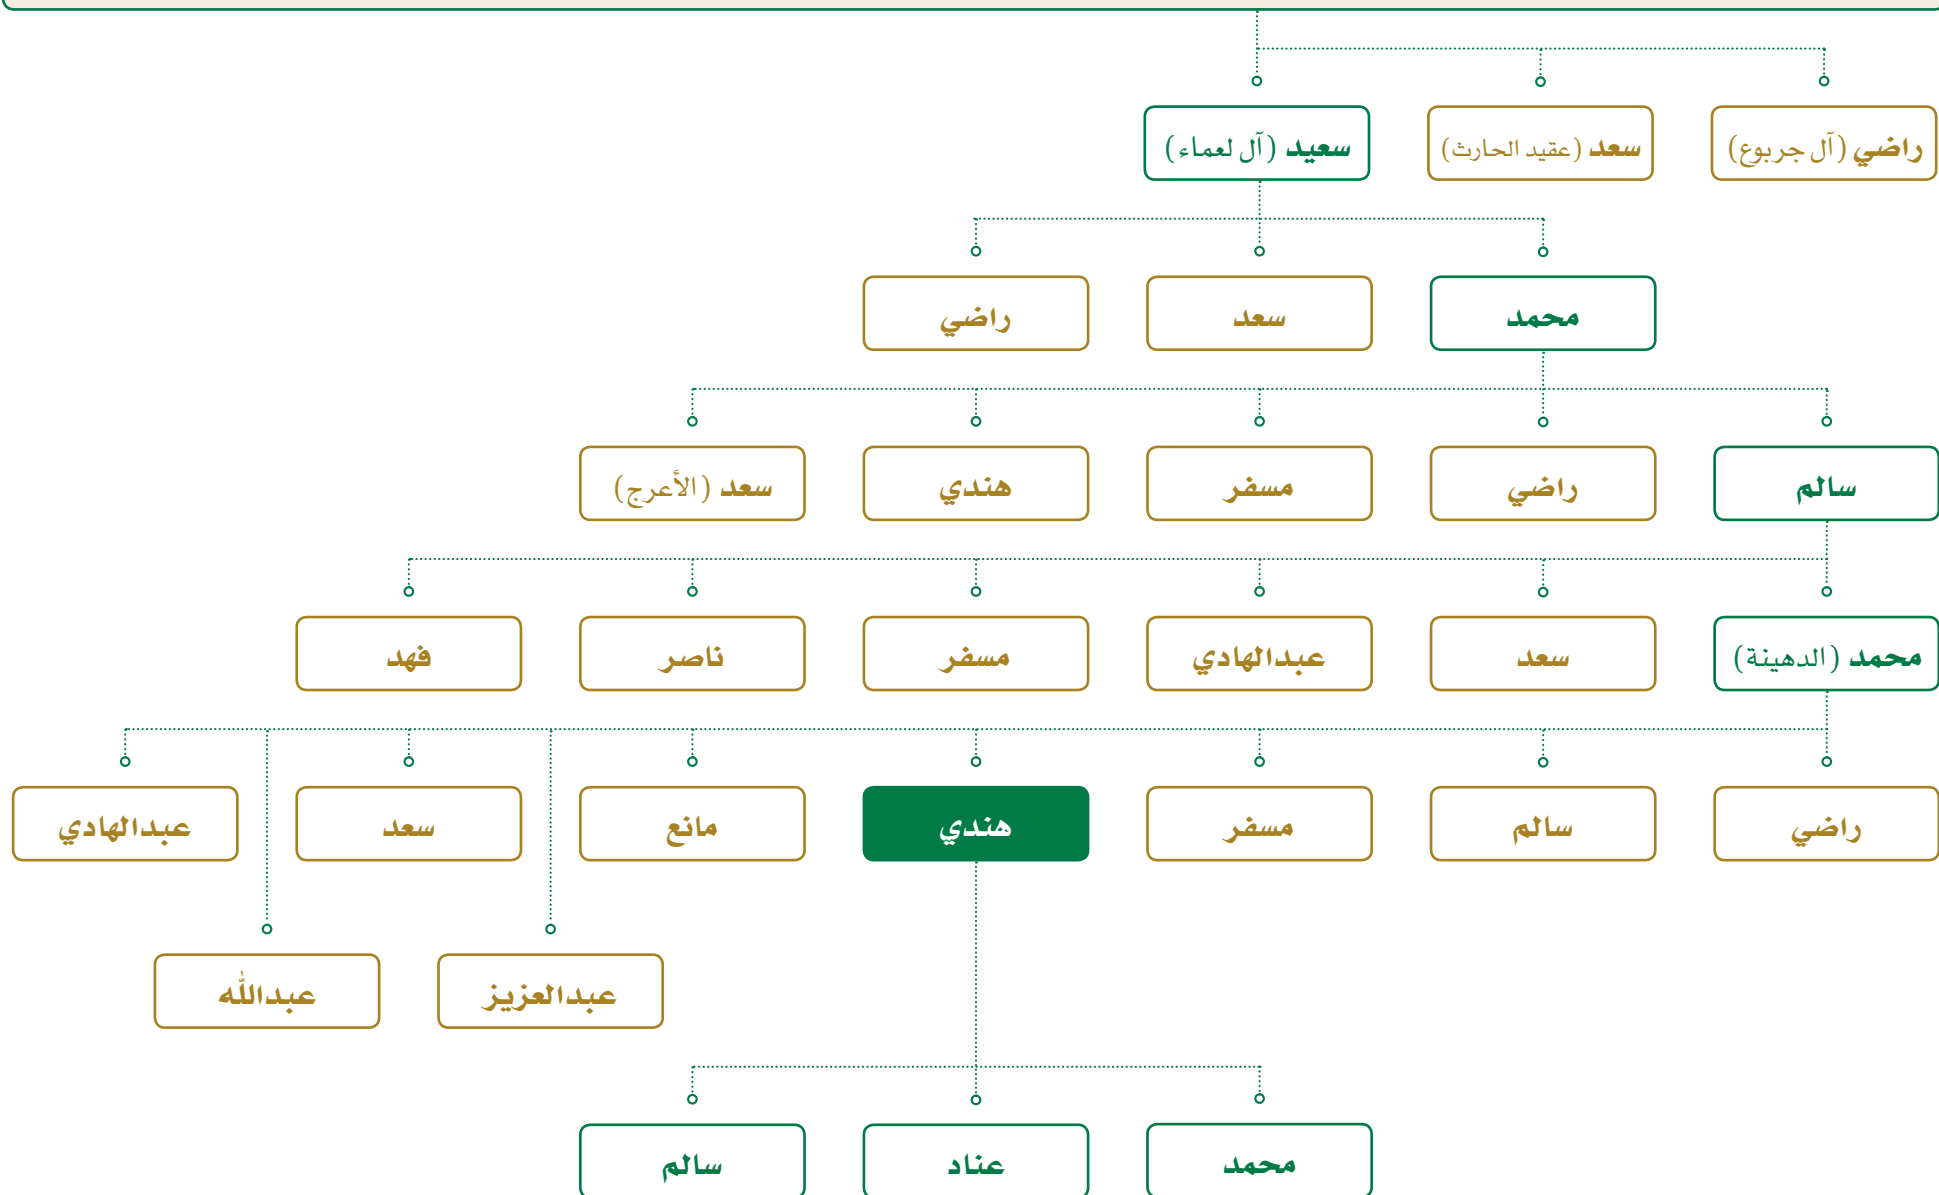 راضي (آل جربوع)
سعد (عقيد الحارث)
سعيد (آل لعماء)
محمد
سعد
راضي
سالم
راضي
مسفر
هندي
سعد (الأعرج)
محمد (الدهينة)
سعد
عبدالهادي
مسفر
ناصر
فهد
راضي
سالم
مسفر
هندي
مانع
سعد
عبدالهادي
عبدالعزيز
عبدالله
محمد
عناد
سالم